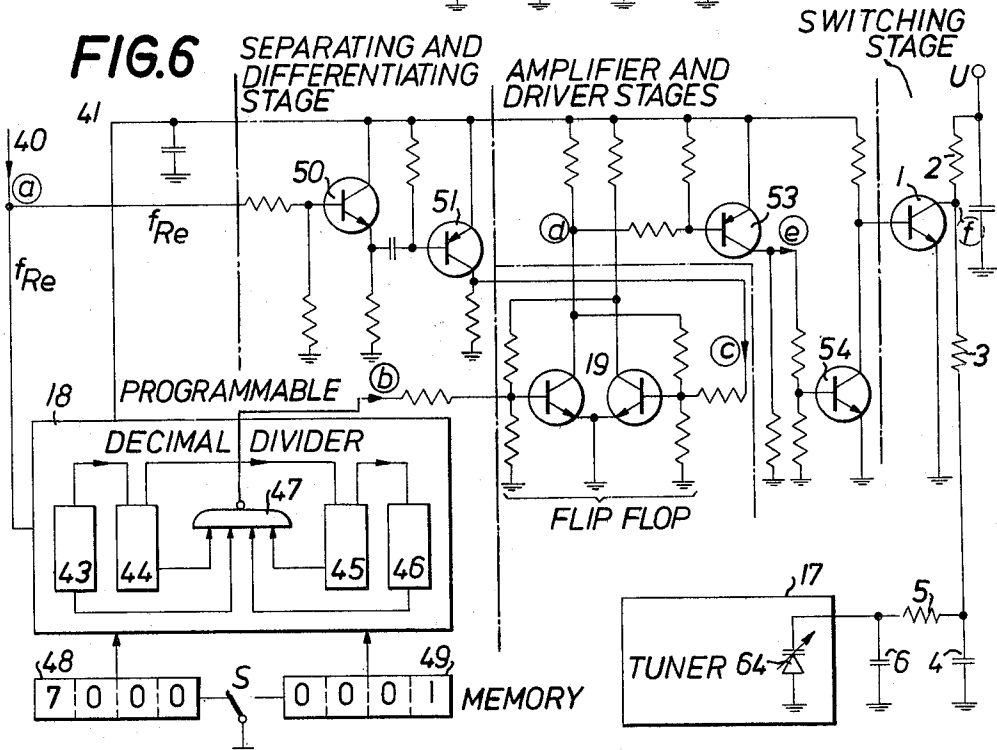 FIG.6
SEPARATING AND
DIFFERENTIATING
STAGE
AMPLIFIER AND
DRIVER STAGES
SWITCHING
STAGE
U
41
40
a
fRe
fRe
50
51
d
53
e
1
2
f
3
PROGRAMMABLE
b
19
c
54
18
DECIMAL DIVIDER
47
43
44
45
46
FLIP FLOP
48
7 0 0 0
S
49
0 0 0 1
MEMORY
17
TUNER 64
5
6
4